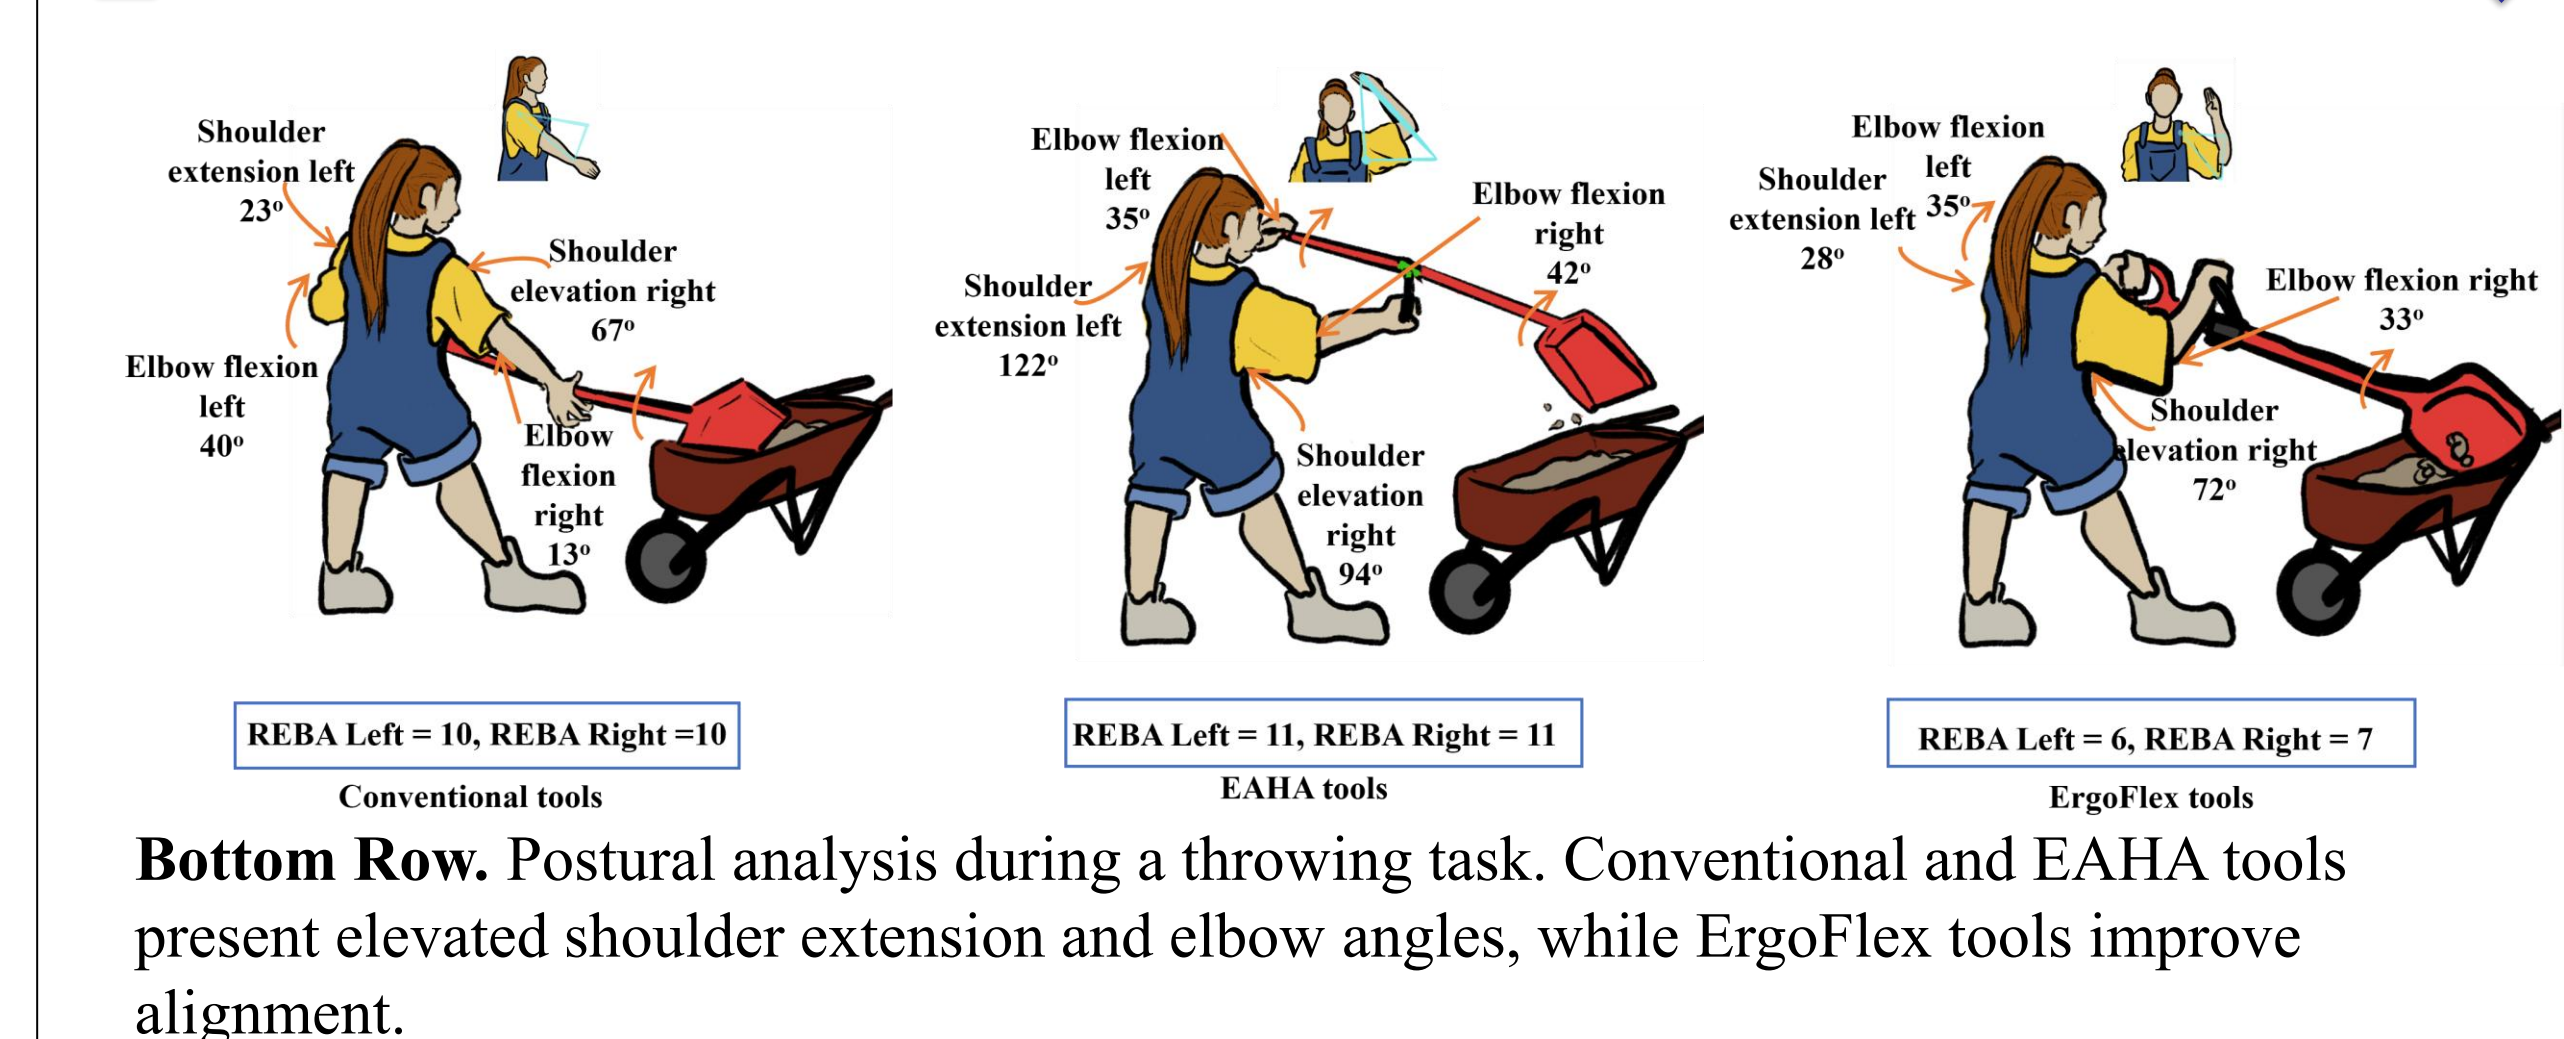 Shoulder
extension left
23º
Shoulder
elevation right
67º
Elbow flexion
left
40º
Elbow
flexion
right
13º
REBA Left = 10, REBA Right =10
Conventional tools
Elbow flexion
left
35º
Elbow flexion
right
42º
Shoulder
extension left
122º
Shoulder
elevation
right
94º
REBA Left = 11, REBA Right = 11
EAHA tools
Elbow flexion
left
35º
Shoulder
extension left
28º
Elbow flexion right
33º
Shoulder
elevation right
72º
REBA Left = 6, REBA Right = 7
ErgoFlex tools
Bottom Row. Postural analysis during a throwing task. Conventional and EAHA tools
present elevated shoulder extension and elbow angles, while ErgoFlex tools improve
alignment.